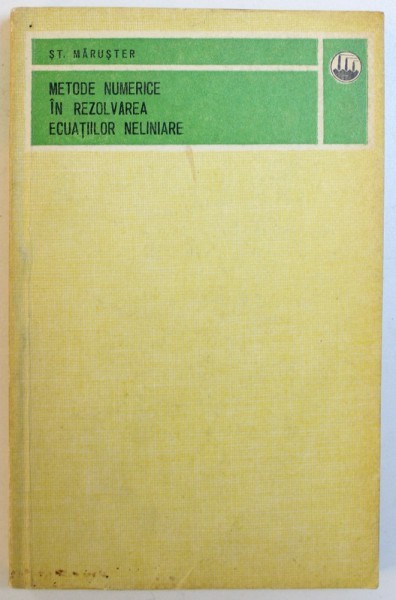 ŞT. MĂRUŞTER
METODE NUMERICE
ÎN REZOLVAREA
ECUAŢIILOR NELINIARE